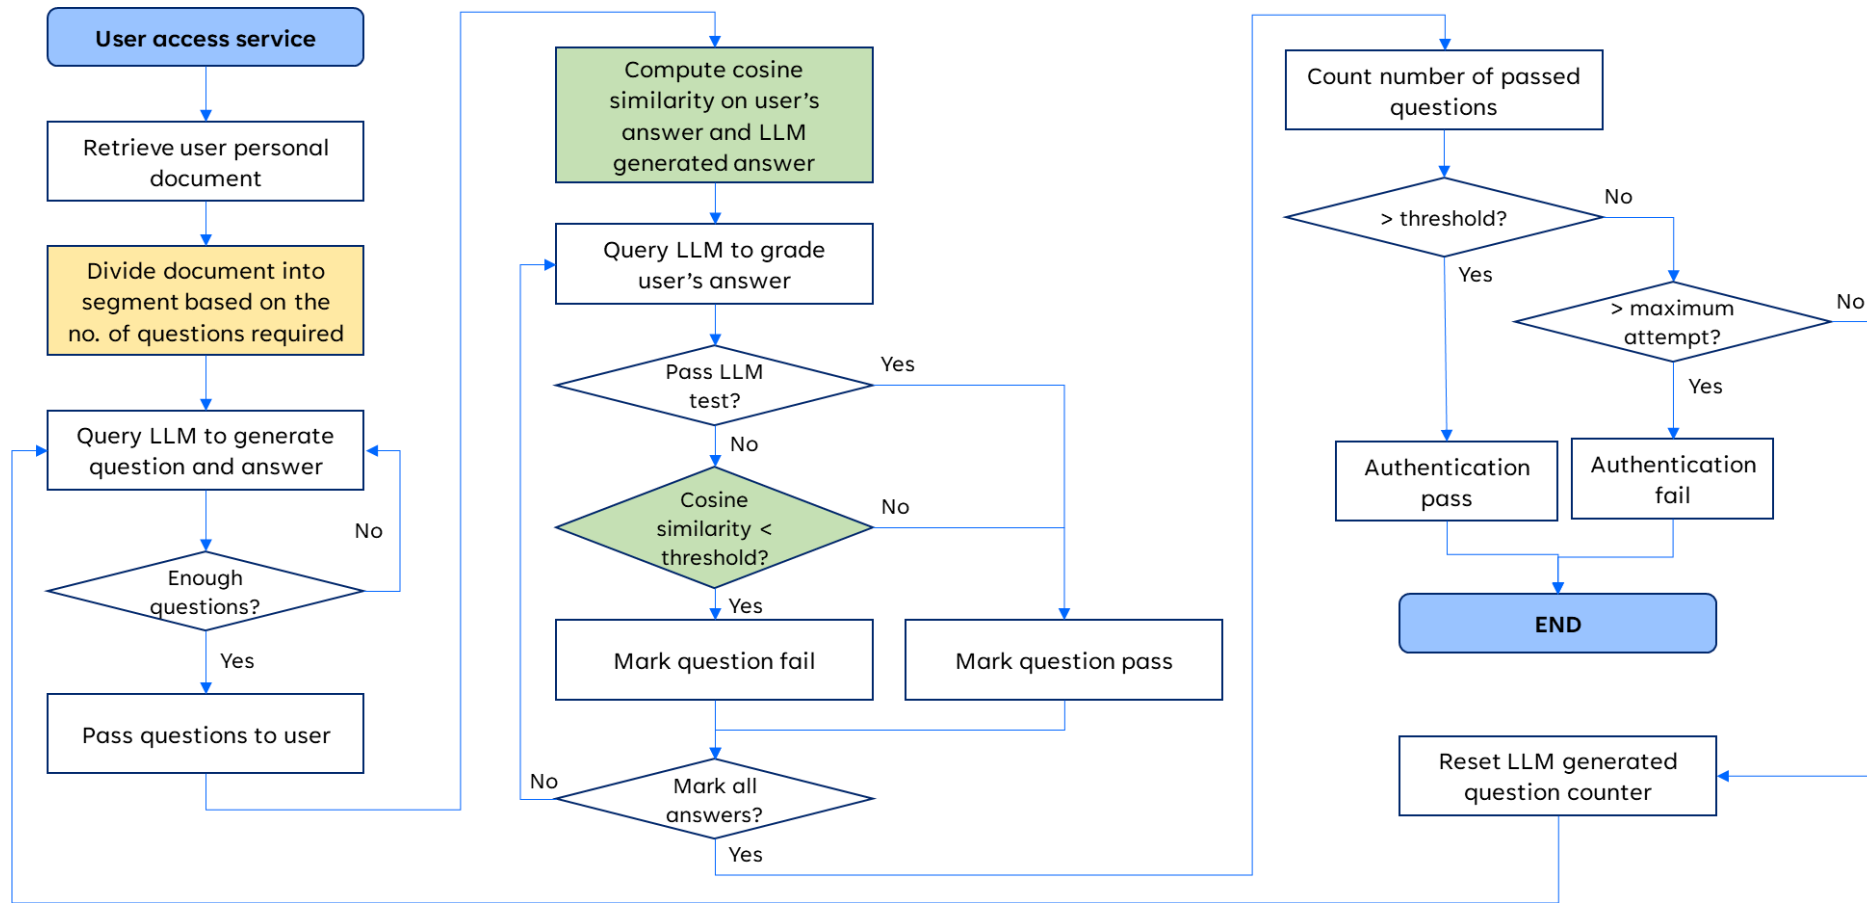 User access service
Retrieve user personal
document
Divide document into
segment based on the
no. of questions required
Query LLM to generate
question and answer
No
Enough
questions?
Yes
Pass questions to user
Compute cosine
similarity on user's
answer and LLM
generated answer
Query LLM to grade
user's answer
Pass LLM
test?
Yes
No
Cosine
similarity <
threshold?
No
Yes
Mark question fail
Mark question pass
No
Mark all
answers?
Yes
Count number of passed
questions
> threshold?
No
Yes
> maximum
attempt?
No
Yes
Authentication
pass
Authentication
fail
END
Reset LLM generated
question counter